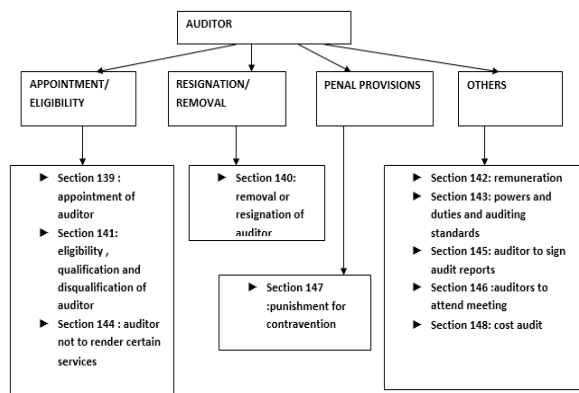 AUDITOR
APPOINTMENT/
ELIGIBILITY
RESIGNATION/
REMOVAL
PENAL PROVISIONS
OTHERS
► Section 139 :
appointment of
auditor
► Section 141:
eligibility ,
qualification and
disqualification of
auditor
► Section 144 : auditor
not to render certain
services
► Section 140:
removal or
resignation of
auditor
► Section 147
:punishment for
contravention
► Section 142: remuneration
► Section 143: powers and
duties and auditing
standards
► Section 145: auditor to sign
audit reports
► Section 146 :auditors to
attend meeting
► Section 148: cost audit